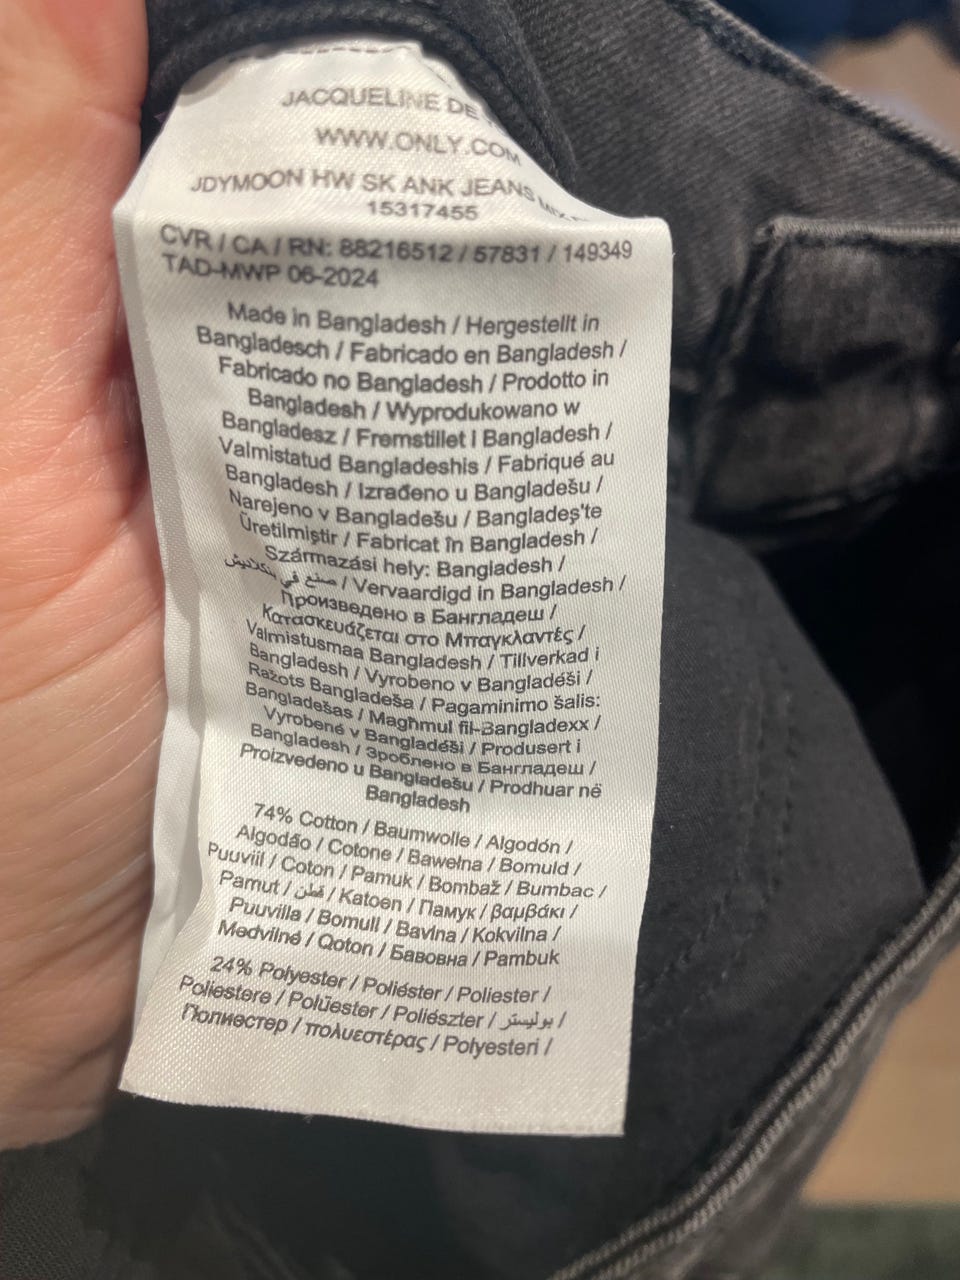 JACQUELINE DE
WWW.ONLY.COM
JDYMOON HW SK ANK JEANS
15317455
CVR / CA / RN: 88216512 / 57831 / 149349
TAD-MWP 06-2024
Made in Bangladesh / Hergestellt in
Bangladesch / Fabricado en Bangladesh /
Fabricado no Bangladesh / Prodotto in
Bangladesh / Wyprodukowano w
Bangladesz / Fremstillet i Bangladesh /
Valmistatud Bangladeshis / Fabriqué au
Bangladesh / Izrađeno u Bangladešu /
Narejeno v Bangladešu / Bangladeş'te
Üretilmiştir / Fabricat în Bangladesh /
Származási hely: Bangladesh /
صنع في بنكلاديش / Vervaardigd in Bangladesh /
Произведено в Бангладеш /
Κατασκευάζεται στο Μπαγκλαντές /
Valmistusmaa Bangladesh / Tillverkad i
Bangladesh / Vyrobeno v Bangladéši /
Ražots Bangladeša / Pagaminimo šalis:
Bangladešas / Magħmul fil-Bangladexx /
Vyrobené v Bangladéši / Produsert i
Bangladesh / Зроблено в Бангладеш /
Proizvedeno u Bangladešu / Prodhuar në
Bangladesh
74% Cotton / Baumwolle / Algodón /
Algodão / Cotone / Bawełna / Bomuld /
Puuviil / Coton / Pamuk / Bombaž / Bumbac /
Pamut / قطن / Katoen / Памук / βαμβάκι /
Puuvilla / Bomull / Bavlna / Kokvilna /
Medvilnė / Qoton / Бавовна / Pambuk
24% Polyester / Poliéster / Poliester /
Poliestere / Polüester / Poliészter / بوليستر /
Полиестер / πολυεστέρας / Polyesteri /